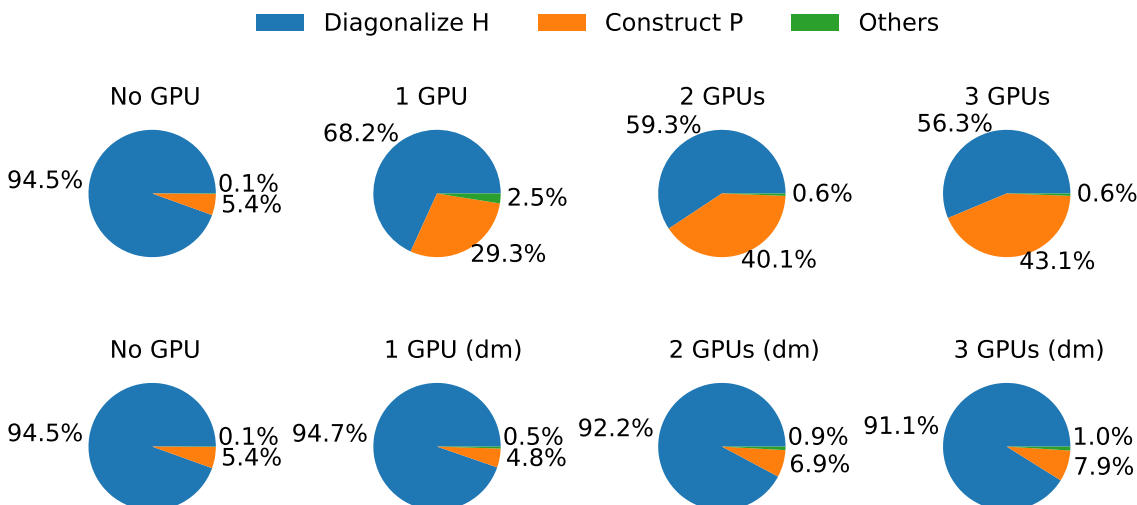 Diagonalize H Construct P Others
No GPU 1 GPU 2 GPUs 3 GPUs
94.5% 0.1% 5.4% 68.2% 2.5% 29.3% 59.3% 0.6% 40.1% 56.3% 0.6% 43.1%
No GPU 1 GPU (dm) 2 GPUs (dm) 3 GPUs (dm)
94.5% 0.1% 5.4% 94.7% 0.5% 4.8% 92.2% 0.9% 6.9% 91.1% 1.0% 7.9%